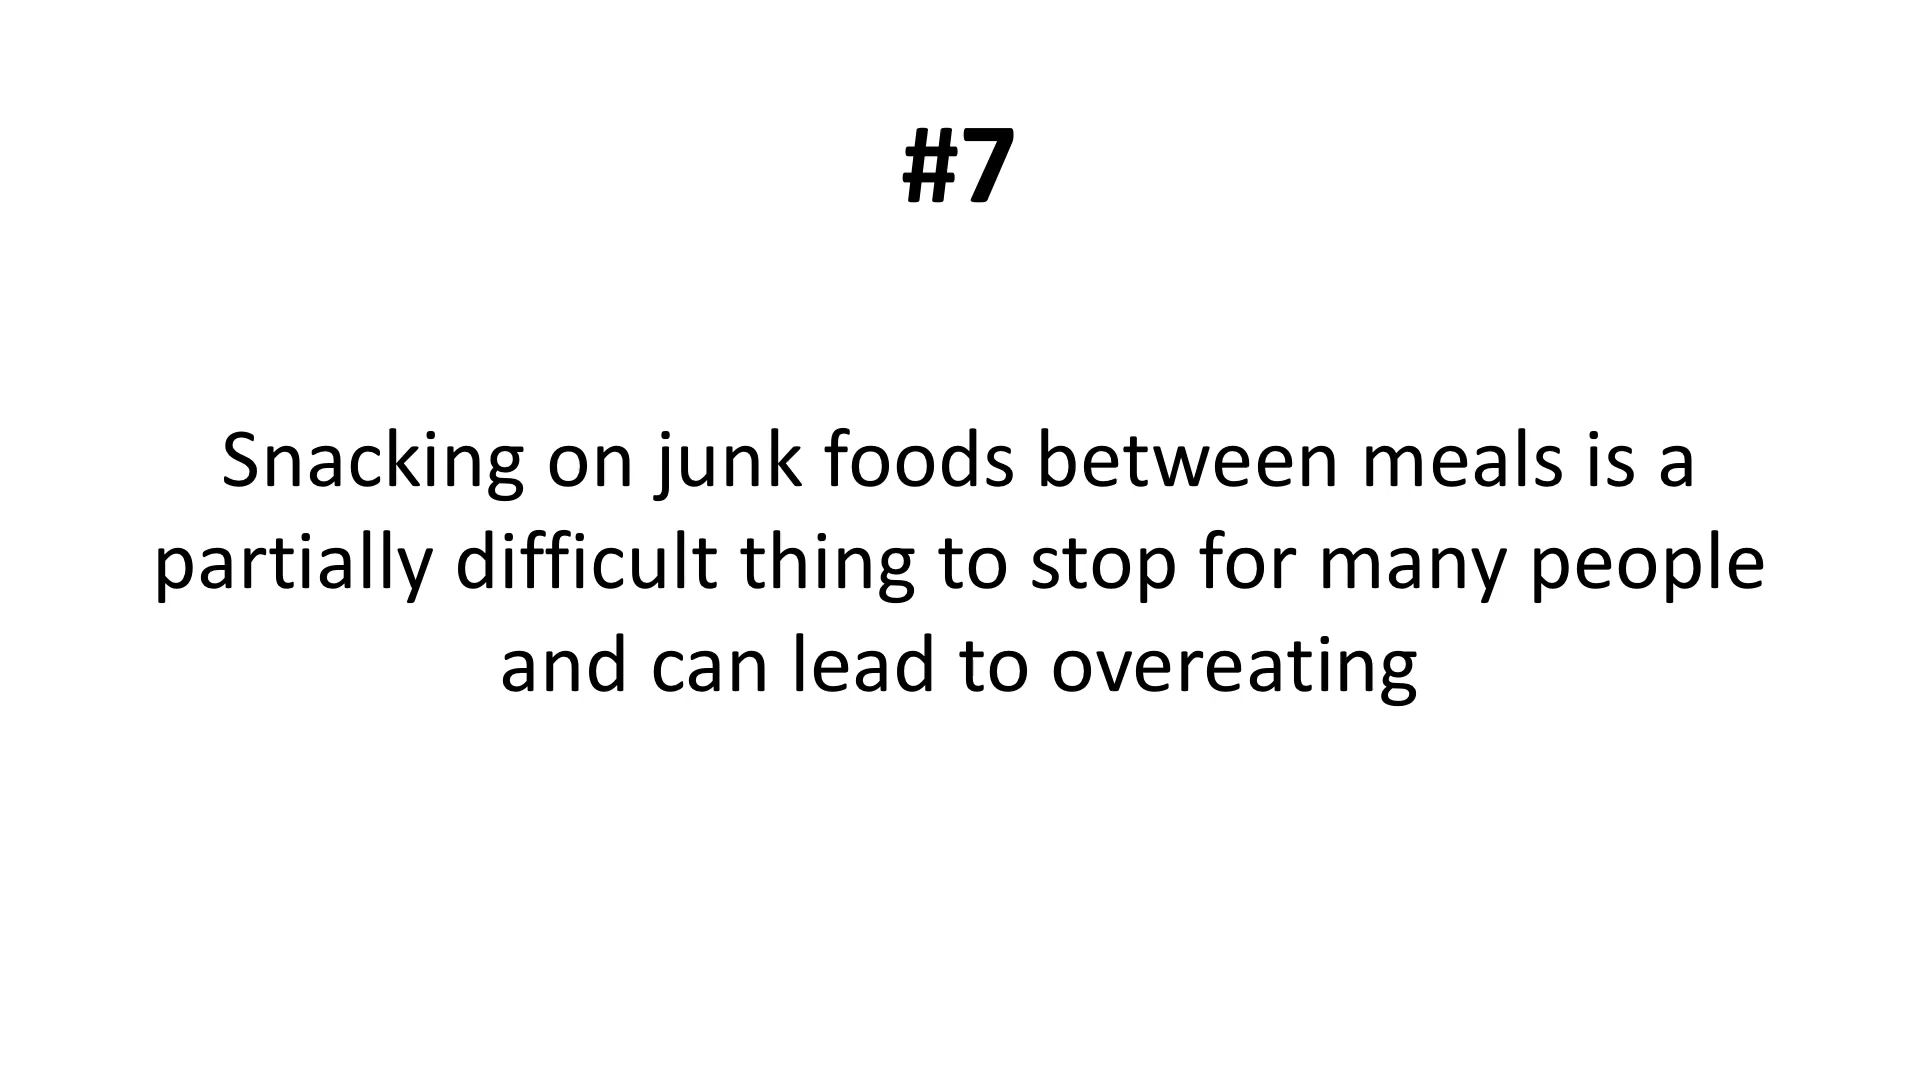 #7
Snacking on junk foods between meals is a
partially difficult thing to stop for many people
and can lead to overeating